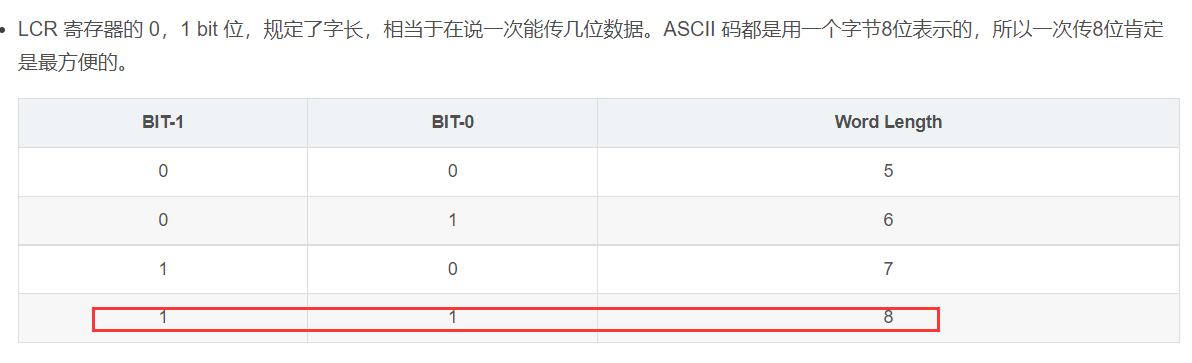 LCR 寄存器的 0，1 bit 位，规定了字长，相当于在说一次能传几位数据。ASCII 码都是用一个字节8位表示的，所以一次传8位肯定
是最方便的。
BIT-1 BIT-0 Word Length
0 0 5
0 1 6
1 0 7
1 1 8